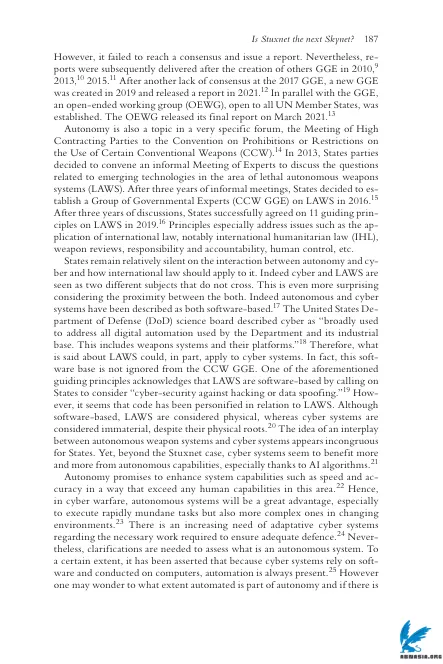 Is Stuxnet the next Skynet? 187
However, it failed to reach a consensus and issue a report. Nevertheless, re-
ports were subsequently delivered after the creation of others GGE in 2010,9
2013,10 2015.11 After another lack of consensus at the 2017 GGE, a new GGE
was created in 2019 and released a report in 2021.12 In parallel with the GGE,
an open-ended working group (OEWG), open to all UN Member States, was
established. The OEWG released its final report on March 2021.13
Autonomy is also a topic in a very specific forum, the Meeting of High
Contracting Parties to the Convention on Prohibitions or Restrictions on
the Use of Certain Conventional Weapons (CCW).14 In 2013, States parties
decided to convene an informal Meeting of Experts to discuss the questions
related to emerging technologies in the area of lethal autonomous weapons
systems (LAWS). After three years of informal meetings, States decided to es-
tablish a Group of Governmental Experts (CCW GGE) on LAWS in 2016.15
After three years of discussions, States successfully agreed on 11 guiding prin-
ciples on LAWS in 2019.16 Principles especially address issues such as the ap-
plication of international law, notably international humanitarian law (IHL),
weapon reviews, responsibility and accountability, human control, etc.
States remain relatively silent on the interaction between autonomy and cy-
ber and how international law should apply to it. Indeed cyber and LAWS are
seen as two different subjects that do not cross. This is even more surprising
considering the proximity between the both. Indeed autonomous and cyber
systems have been described as both software-based.17 The United States De-
partment of Defense (DoD) science board described cyber as “broadly used
to address all digital automation used by the Department and its industrial
base. This includes weapons systems and their platforms.”18 Therefore, what
is said about LAWS could, in part, apply to cyber systems. In fact, this soft-
ware base is not ignored from the CCW GGE. One of the aforementioned
guiding principles acknowledges that LAWS are software-based by calling on
States to consider “cyber-security against hacking or data spoofing.”19 How-
ever, it seems that code has been personified in relation to LAWS. Although
software-based, LAWS are considered physical, whereas cyber systems are
considered immaterial, despite their physical roots.20 The idea of an interplay
between autonomous weapon systems and cyber systems appears incongruous
for States. Yet, beyond the Stuxnet case, cyber systems seem to benefit more
and more from autonomous capabilities, especially thanks to AI algorithms.21
Autonomy promises to enhance system capabilities such as speed and ac-
curacy in a way that exceed any human capabilities in this area.22 Hence,
in cyber warfare, autonomous systems will be a great advantage, especially
to execute rapidly mundane tasks but also more complex ones in changing
environments.23 There is an increasing need of adaptative cyber systems
regarding the necessary work required to ensure adequate defence.24 Never-
theless, clarifications are needed to assess what is an autonomous system. To
a certain extent, it has been asserted that because cyber systems rely on soft-
ware and conducted on computers, automation is always present.25 However
one may wonder to what extent automated is part of autonomy and if there is